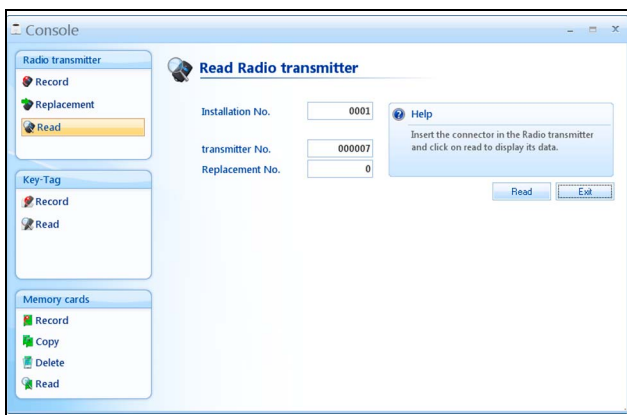 Console
Radio transmitter
Record
Replacement
Read
Key-Tag
Record
Read
Memory cards
Record
Copy
Delete
Read
Read Radio transmitter
Installation No. 0001
transmitter No. 000007
Replacement No. 0
Help
Insert the connector in the Radio transmitter
and click on read to display its data.
Read Exit